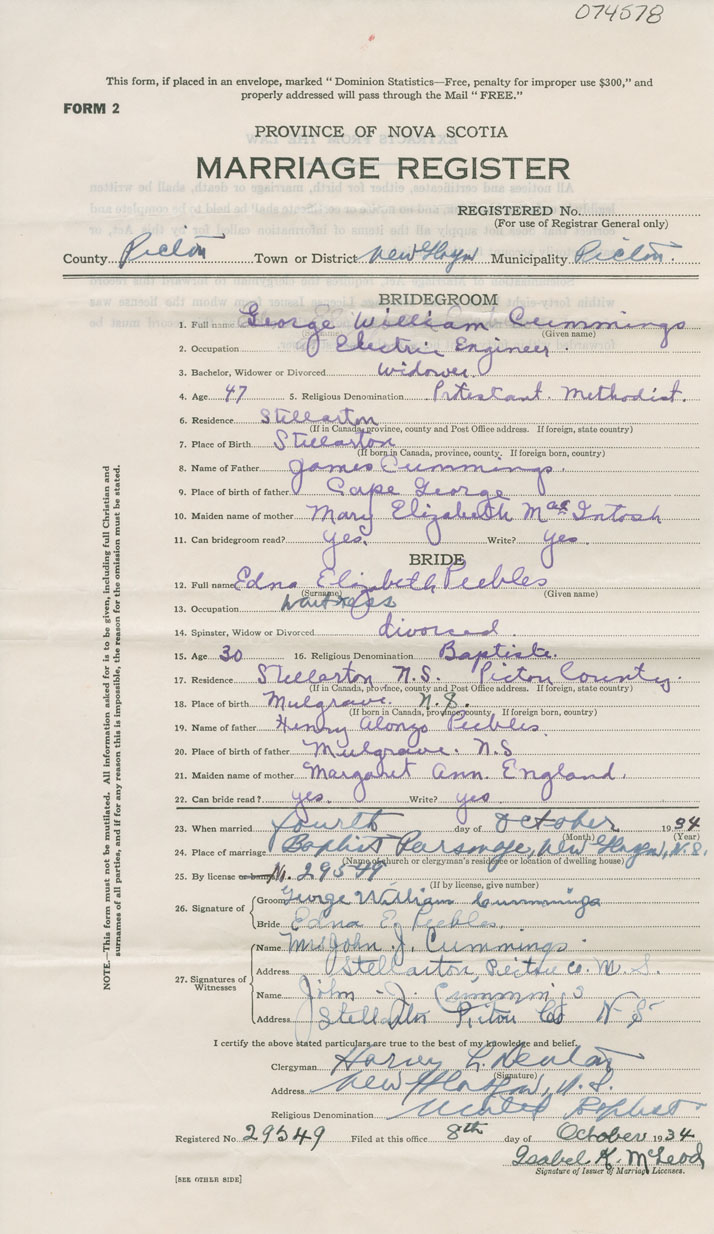 074578
This form, if placed in an envelope, marked " Dominion Statistics—Free, penalty for improper use $300," and
properly addressed will pass through the Mail " FREE."
FORM 2
PROVINCE OF NOVA SCOTIA
MARRIAGE REGISTER
REGISTERED No.
(For use of Registrar General only)
County Pictou Town or District New Glasgow Municipality Pictou.
BRIDEGROOM
1. Full name George William Cummings
(Surname) (Given name)
2. Occupation Electric Engineer
3. Bachelor, Widower or Divorced widower.
4. Age 47 5. Religious Denomination Prtestant. Methodist.
6. Residence Stellarton
(If in Canada, province, county and Post Office address. If foreign, state country)
7. Place of Birth Stellarton
(If born in Canada, province, county. If foreign born, country)
8. Name of Father James Cummings.
9. Place of birth of father Cape George
10. Maiden name of mother Mary Elizabeth MacIntosh
11. Can bridegroom read? yes. Write? yes.
BRIDE
12. Full name Edna Elizabeth Peebles
(Surname) (Given name)
13. Occupation waitress
14. Spinster, Widow or Divorced divorced
15. Age 30 16. Religious Denomination Baptiste.
17. Residence Stellarton N.S. Pictou County.
(If in Canada, province, county and Post Office address. If foreign, state country)
18. Place of birth Mulgrave. N.S.
(If born in Canada, province, county. If foreign born, country)
19. Name of father Henry Alonzo Peebles.
20. Place of birth of father Mulgrave. N.S
21. Maiden name of mother Margaret Ann. England.
22. Can bride read? yes. Write? yes
23. When married fourth day of October 1934
(Month) (Year)
24. Place of marriage Baptist Parsonage, New Glasgow, N.S.
(Name of church or clergyman's residence or location of dwelling house)
25. By license or banns No. 29549
(If by license, give number)
26. Signature of
Groom George William Cummings
Bride Edna E. Peebles.
27. Signatures of Witnesses
Name Mrs John J. Cummings
Address Stellarton, Pictou Co. N.S.
Name John J. Cummings
Address Stellarton Pictou Co N S
I certify the above stated particulars are true to the best of my knowledge and belief.
Clergyman Harvey L. Denton
(Signature)
Address New Glasgow, N.S.
Religious Denomination United Baptist
Registered No. 29549 Filed at this office 8th day of October 1934
Isabel K. McLeod
Signature of Issuer of Marriage Licenses.
[SEE OTHER SIDE]
NOTE.—This form must not be mutilated. All information asked for is to be given, including full Christian and
surnames of all parties, and if for any reason this is impossible, the reason for the omission must be stated.